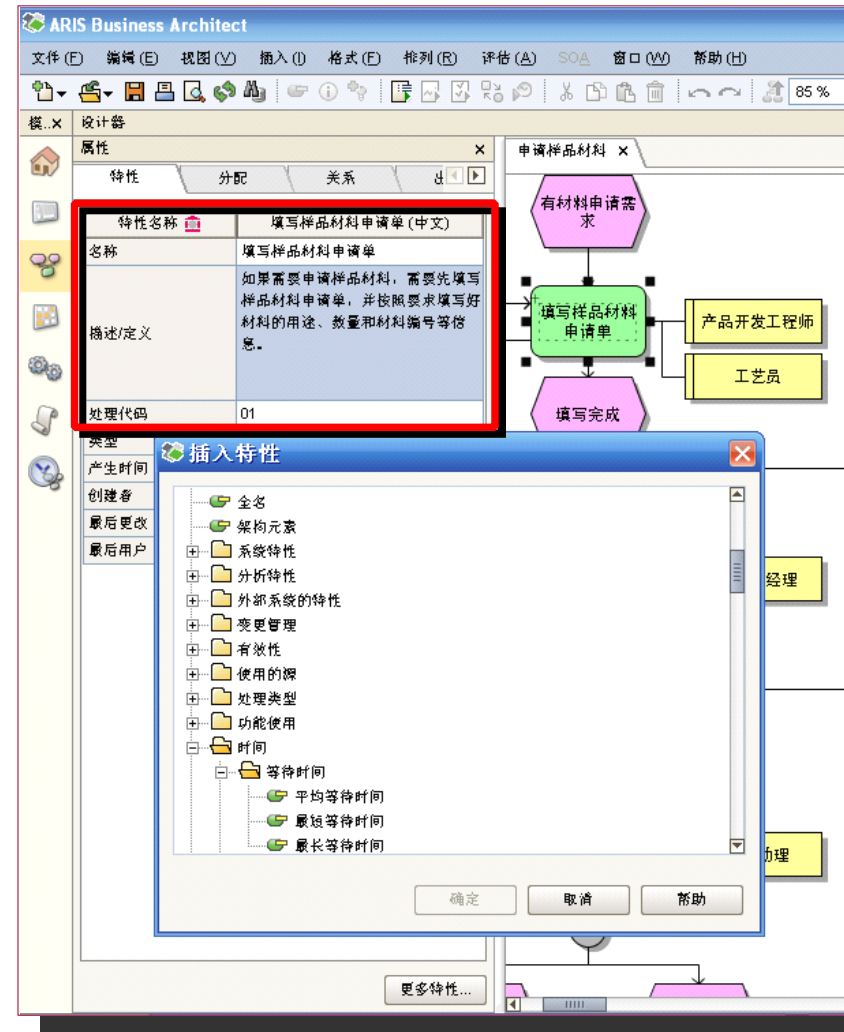 ARIS Business Architect
文件(F) 编辑(E) 视图(V) 插入(I) 格式(F) 排列(R) 评估(A) SOA 窗口(W) 帮助(H)
85 %
模..× 设计器
属性
申请样品材料
特性 分配 关系
特性名称 填写样品材料申请单(中文)
名称 填写样品材料申请单
描述/定义
如果需要申请样品材料，需要先填写
样品材料申请单，并按照要求填写好
材料的用途、数量和材料编号等信
息。
处理代码 01
类型
产生时间
创建者
最后更改
最后用户
有材料申请需
求
填写样品材料
申请单
产品开发工程师
工艺员
填写完成
经理
插入特性
全名
架构元素
系统特性
分析特性
外部系统的特性
变更管理
有效性
使用的源
处理类型
功能使用
时间
等待时间
平均等待时间
最短等待时间
最长等待时间
确定 取消 帮助
理
更多特性...